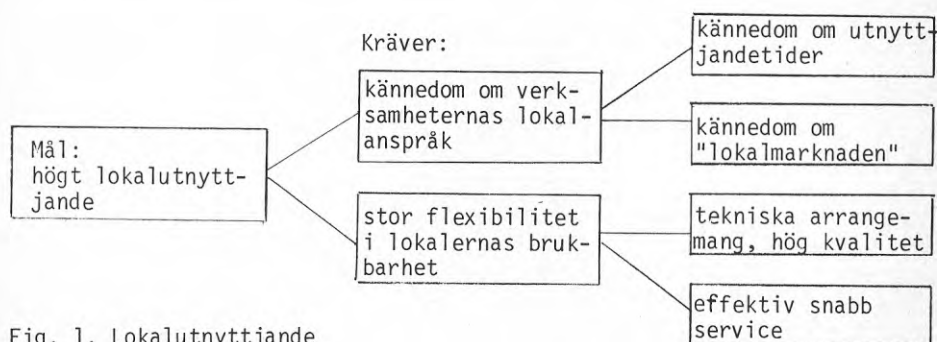 Mål:
högt lokalutnytt-
jande
Kräver:
kännedom om verk-
samheternas lokal-
anspråk
stor flexibilitet
i lokalernas bruk-
barhet
kännedom om utnytt-
jandetider
kännedom om
"lokalmarknaden"
tekniska arrange-
mang, hög kvalitet
effektiv snabb
service
Fig. 1. Lokalutnyttjande